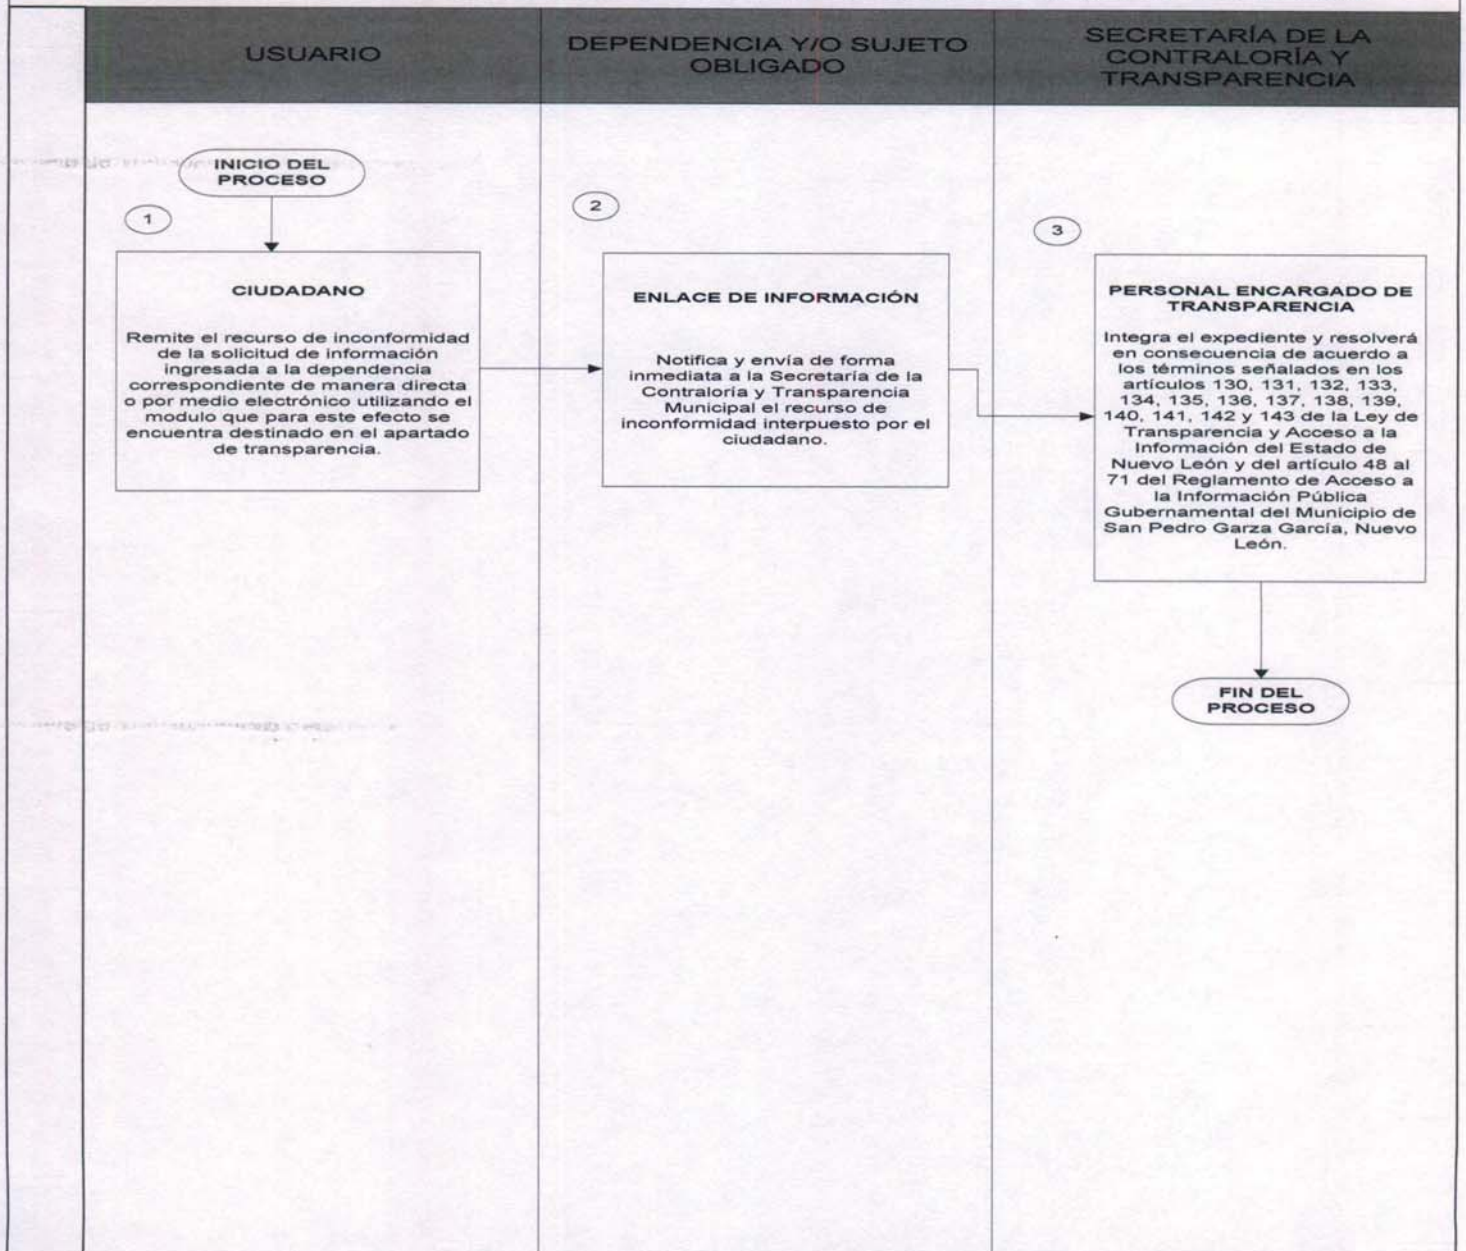 USUARIO
DEPENDENCIA Y/O SUJETO
OBLIGADO
SECRETARÍA DE LA
CONTRALORÍA Y
TRANSPARENCIA
INICIO DEL
PROCESO
1
CIUDADANO
Remite el recurso de inconformidad
de la solicitud de información
ingresada a la dependencia
correspondiente de manera directa
o por medio electrónico utilizando el
modulo que para este efecto se
encuentra destinado en el apartado
de transparencia.
2
ENLACE DE INFORMACIÓN
Notifica y envía de forma
inmediata a la Secretaría de la
Contraloría y Transparencia
Municipal el recurso de
inconformidad interpuesto por el
ciudadano.
3
PERSONAL ENCARGADO DE
TRANSPARENCIA
Integra el expediente y resolverá
en consecuencia de acuerdo a
los términos señalados en los
artículos 130, 131, 132, 133,
134, 135, 136, 137, 138, 139,
140, 141, 142 y 143 de la Ley de
Transparencia y Acceso a la
Información del Estado de
Nuevo León y del artículo 48 al
71 del Reglamento de Acceso a
la Información Pública
Gubernamental del Municipio de
San Pedro Garza García, Nuevo
León.
FIN DEL
PROCESO